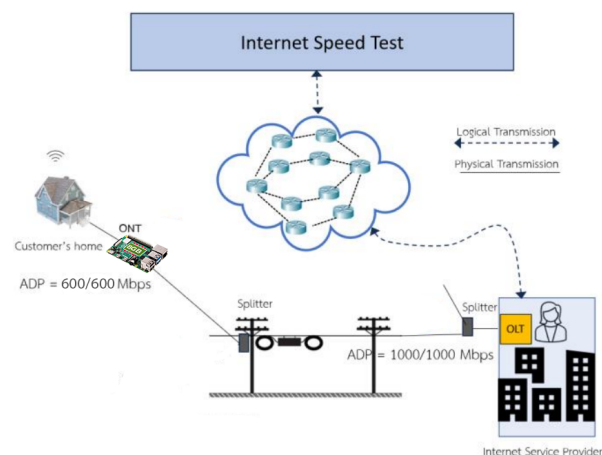 Internet Speed Test
Logical Transmission
Physical Transmission
ONT
Customer's home
ADP = 600/600 Mbps
Splitter
Splitter
OLT
ADP = 1000/1000 Mbps
Internet Service Provider